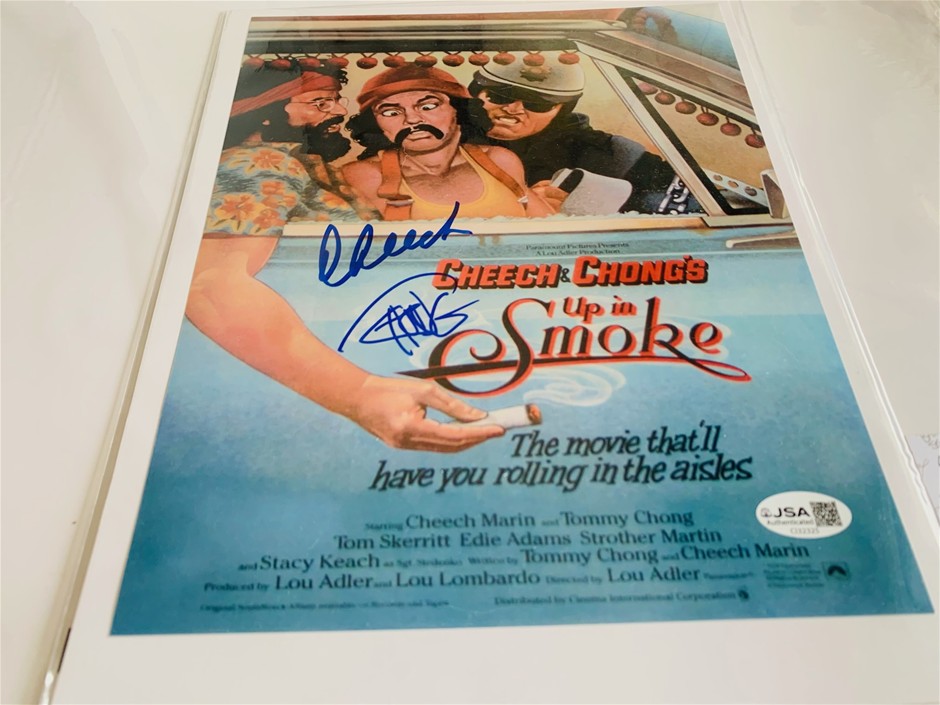 Cheech
Chong
Paramount Pictures Presents
A Lou Adler Production
CHEECH & CHONG'S
Up in
Smoke
The movie that'll
have you rolling in the aisles
Starring Cheech Marin and Tommy Chong
Tom Skerritt Edie Adams Strother Martin
and Stacy Keach as Sgt. Stedenko Written by Tommy Chong and Cheech Marin
Produced by Lou Adler and Lou Lombardo Directed by Lou Adler
Distributed by Cinema International Corporation
JSA
Authenticated